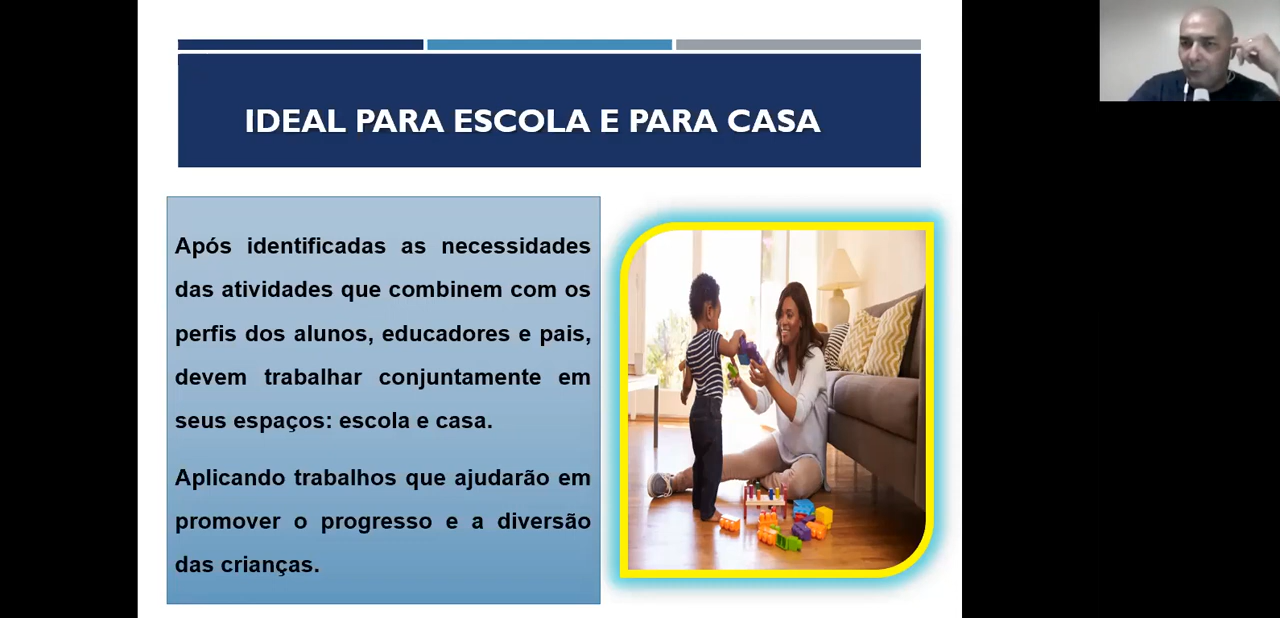 IDEAL PARA ESCOLA E PARA CASA
Após identificadas as necessidades
das atividades que combinem com os
perfis dos alunos, educadores e pais,
devem trabalhar conjuntamente em
seus espaços: escola e casa.
Aplicando trabalhos que ajudarão em
promover o progresso e a diversão
das crianças.